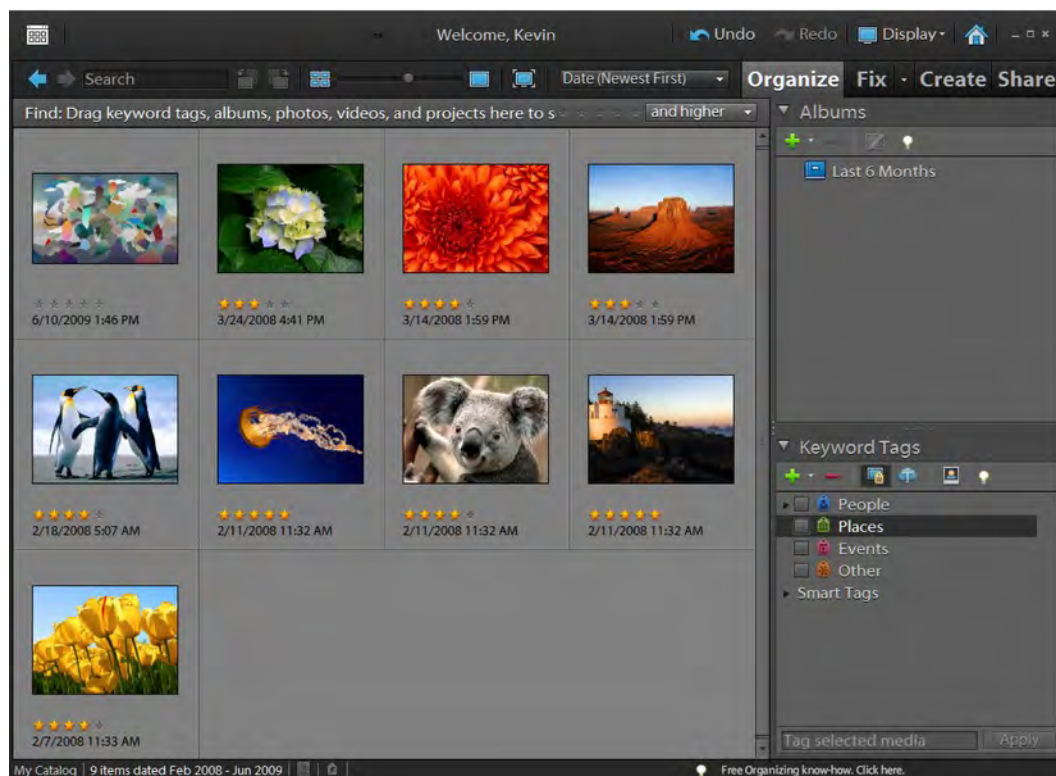 Welcome, Kevin
Undo
Redo
Display
Search
Date (Newest First)
Organize
Fix
Create
Share
Find: Drag keyword tags, albums, photos, videos, and projects here to s
and higher
Albums
Last 6 Months
6/10/2009 1:46 PM
3/24/2008 4:41 PM
3/14/2008 1:59 PM
3/14/2008 1:59 PM
2/18/2008 5:07 AM
2/11/2008 11:32 AM
2/11/2008 11:32 AM
2/11/2008 11:32 AM
2/7/2008 11:33 AM
Keyword Tags
People
Places
Events
Other
Smart Tags
Tag selected media
Apply
My Catalog
9 items dated Feb 2008 - Jun 2009
Free Organizing know-how. Click here.